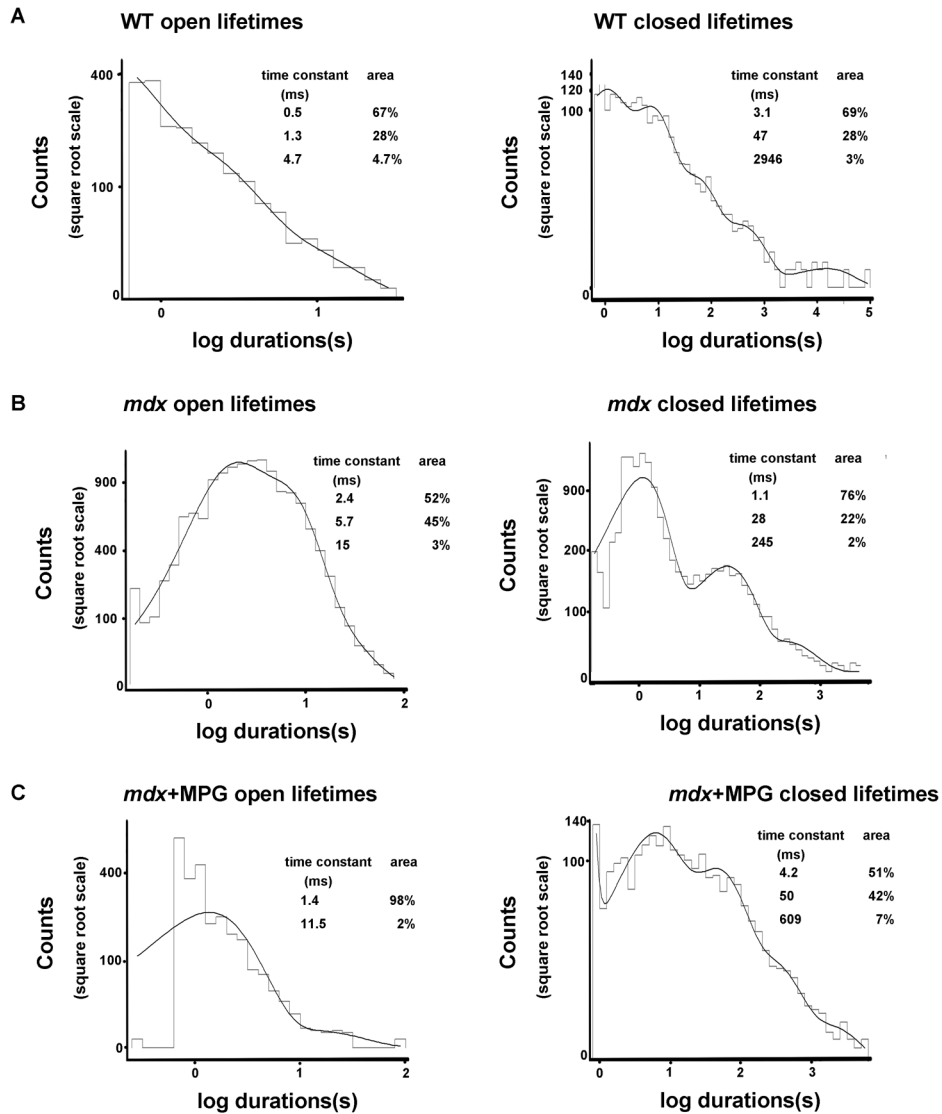 A
WT open lifetimes
WT closed lifetimes
400
100
0
Counts
(square root scale)
time constant area
(ms)
0.5 67%
1.3 28%
4.7 4.7%
0 1
log durations(s)
140
120
100
0
Counts
(square root scale)
time constant area
(ms)
3.1 69%
47 28%
2946 3%
0 1 2 3 4 5
log durations(s)
B
mdx open lifetimes
mdx closed lifetimes
900
400
100
0
Counts
(square root scale)
time constant area
(ms)
2.4 52%
5.7 45%
15 3%
0 1 2
log durations(s)
900
200
100
0
Counts
(square root scale)
time constant area
(ms)
1.1 76%
28 22%
245 2%
0 1 2 3
log durations(s)
C
mdx+MPG open lifetimes
mdx+MPG closed lifetimes
400
100
0
Counts
(square root scale)
time constant area
(ms)
1.4 98%
11.5 2%
0 1 2
log durations(s)
140
100
0
Counts
(square root scale)
time constant area
(ms)
4.2 51%
50 42%
609 7%
0 1 2 3
log durations(s)